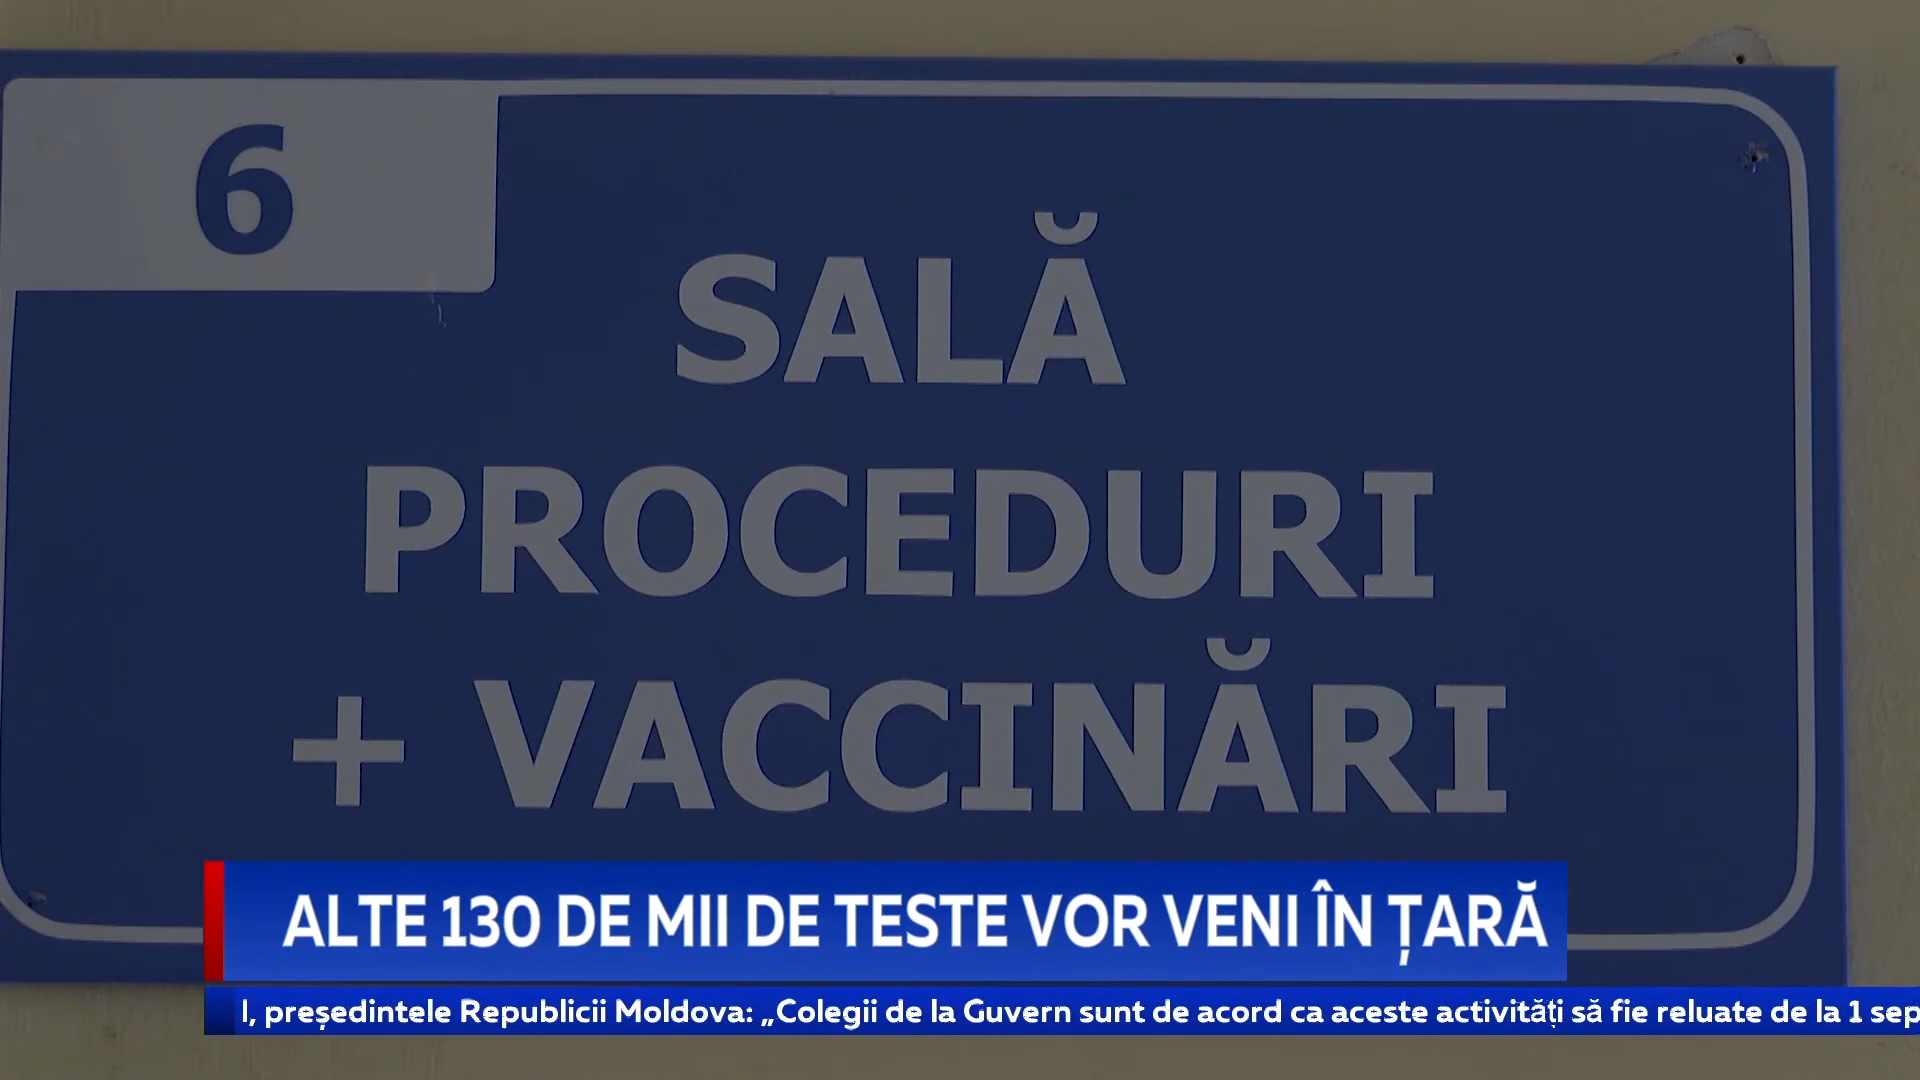 6
SALĂ
PROCEDURI
+ VACCINĂRI
ALTE 130 DE MII DE TESTE VOR VENI ÎN ȚARĂ
l, președintele Republicii Moldova: „Colegii de la Guvern sunt de acord ca aceste activități să fie reluate de la 1 sep